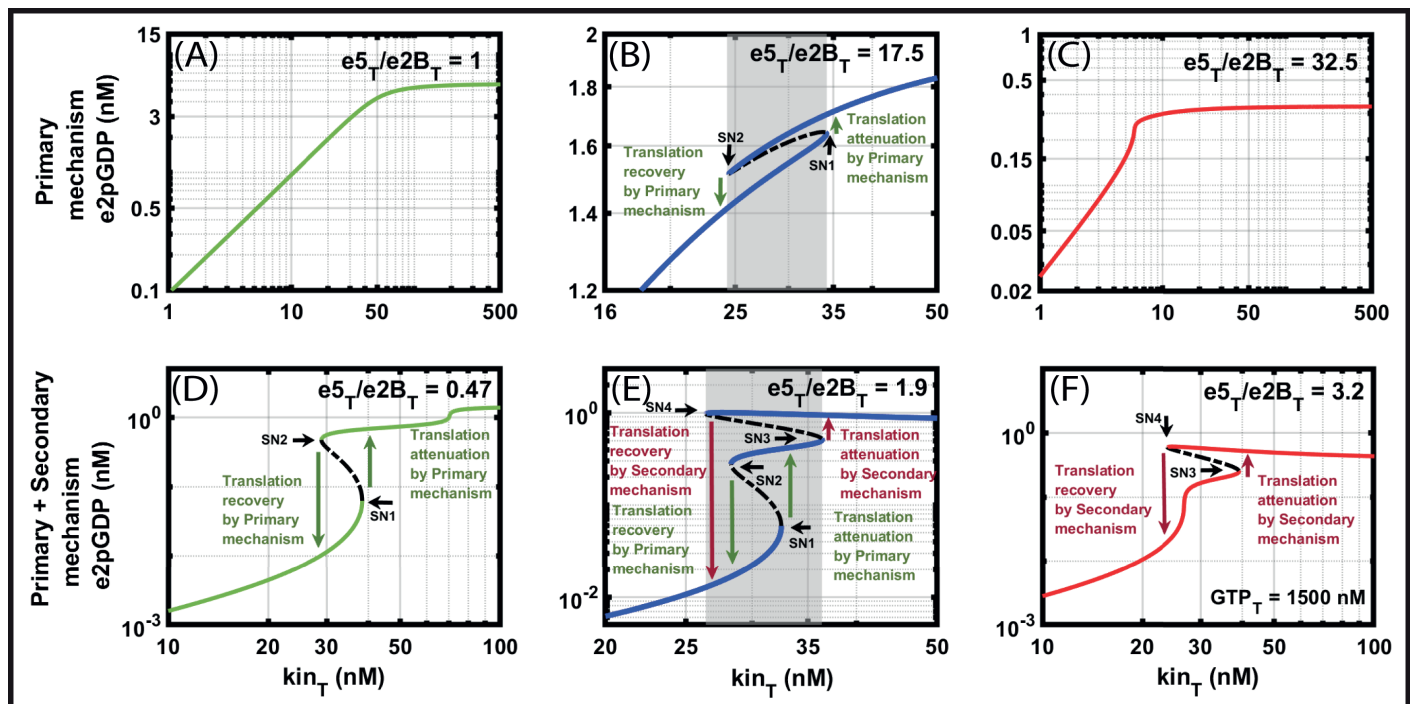 Primary
mechanism
e2pGDP (nM)
(A)
e5T/e2BT = 1
15
3
0.5
0.1
1
10
50
500
(B)
e5T/e2BT = 17.5
2
1.8
1.6
1.4
1.2
16
25
35
50
SN2
SN1
Translation
recovery
by Primary
mechanism
Translation
attenuation
by Primary
mechanism
(C)
e5T/e2BT = 32.5
1
0.5
0.15
0.05
0.02
1
10
50
500
Primary + Secondary
mechanism
e2pGDP (nM)
(D)
e5T/e2BT = 0.47
10^0
10^-3
10
20
30
50
100
kinT (nM)
SN2
SN1
Translation
recovery
by Primary
mechanism
Translation
attenuation
by Primary
mechanism
(E)
e5T/e2BT = 1.9
10^0
10^-2
20
25
35
50
kinT (nM)
SN4
SN3
SN2
SN1
Translation
recovery
by Secondary
mechanism
Translation
recovery
by Primary
mechanism
Translation
attenuation
by Secondary
mechanism
Translation
attenuation
by Primary
mechanism
(F)
e5T/e2BT = 3.2
10^0
10^-3
10
20
30
50
100
kinT (nM)
SN4
SN3
Translation
recovery
by Secondary
mechanism
Translation
attenuation
by Secondary
mechanism
GTPT = 1500 nM